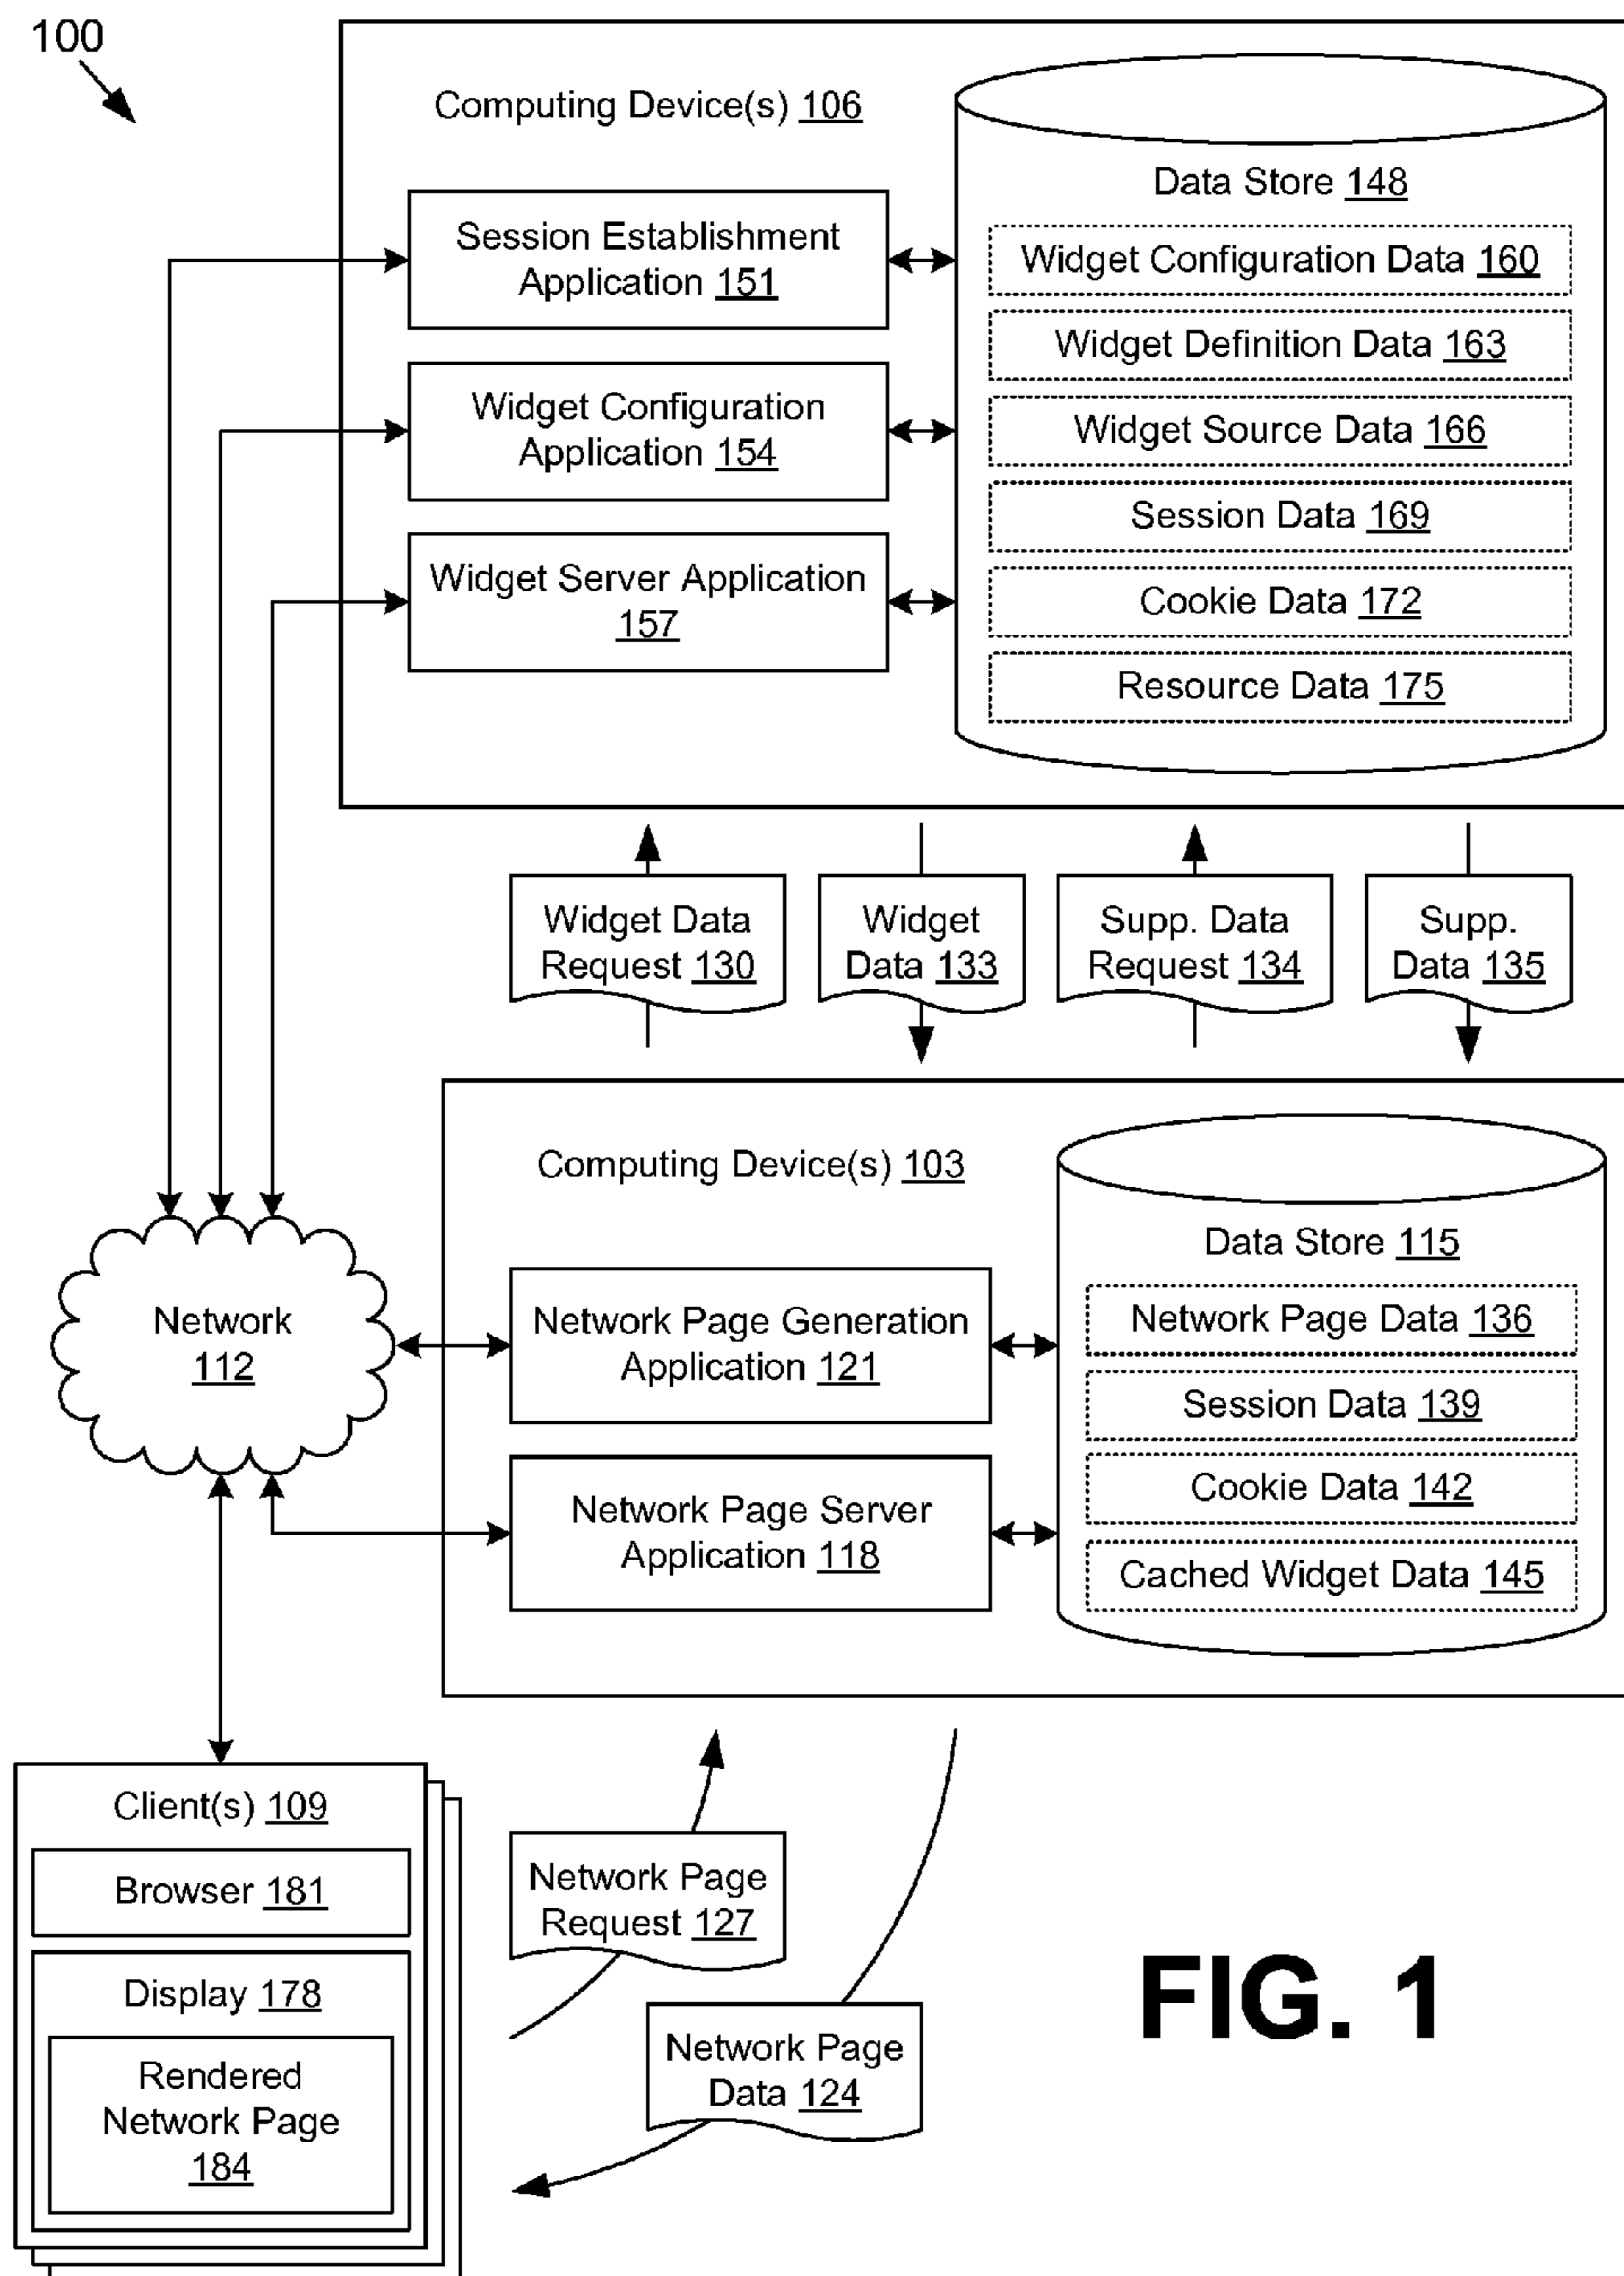 100
Computing Device(s) 106
Session Establishment
Application 151
Widget Configuration
Application 154
Widget Server Application
157
Data Store 148
Widget Configuration Data 160
Widget Definition Data 163
Widget Source Data 166
Session Data 169
Cookie Data 172
Resource Data 175
Widget Data
Request 130
Widget
Data 133
Supp. Data
Request 134
Supp.
Data 135
Computing Device(s) 103
Network
112
Network Page Generation
Application 121
Network Page Server
Application 118
Data Store 115
Network Page Data 136
Session Data 139
Cookie Data 142
Cached Widget Data 145
Client(s) 109
Browser 181
Display 178
Rendered
Network Page
184
Network Page
Request 127
Network Page
Data 124
FIG. 1